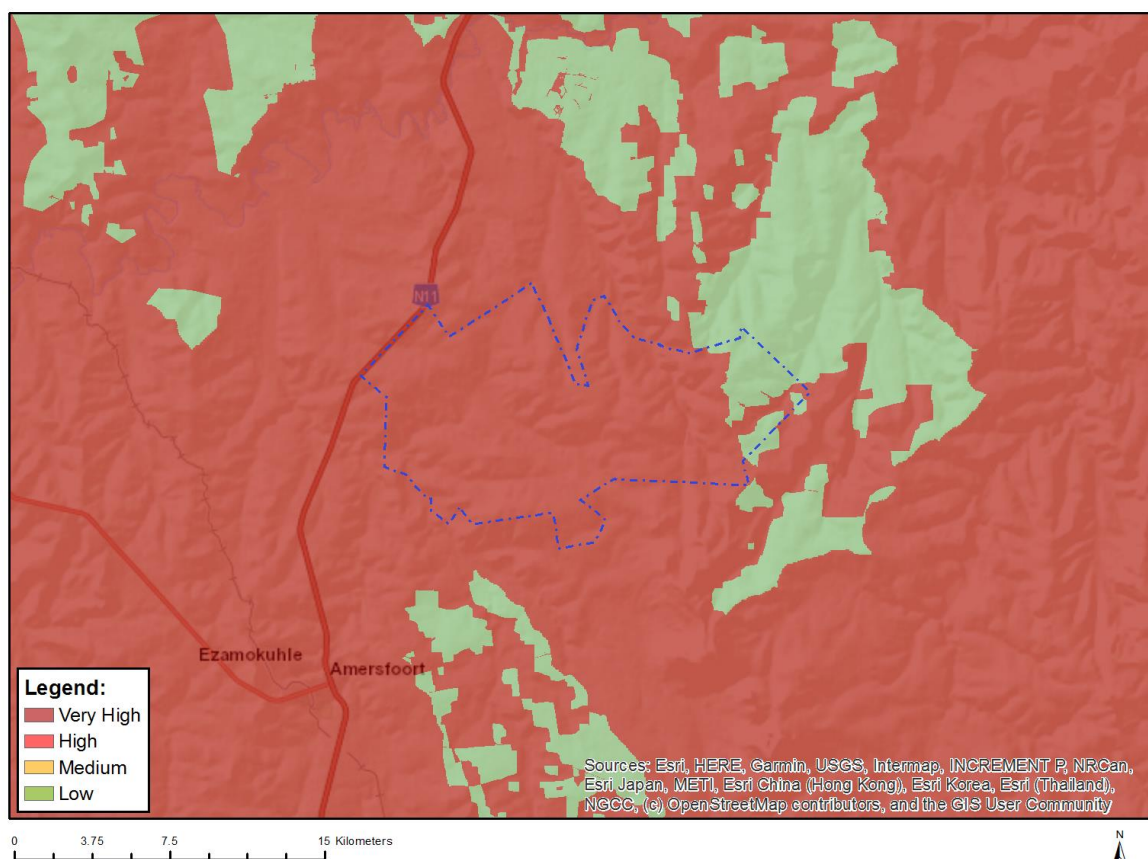 N11
Ezamokuhle
Amersfoort
Legend:
Very High
High
Medium
Low
Sources: Esri, HERE, Garmin, USGS, Intermap, INCREMENT P, NRCan,
Esri Japan, METI, Esri China (Hong Kong), Esri Korea, Esri (Thailand),
NGCC, (c) OpenStreetMap contributors, and the GIS User Community
0 3.75 7.5 15 Kilometers
N